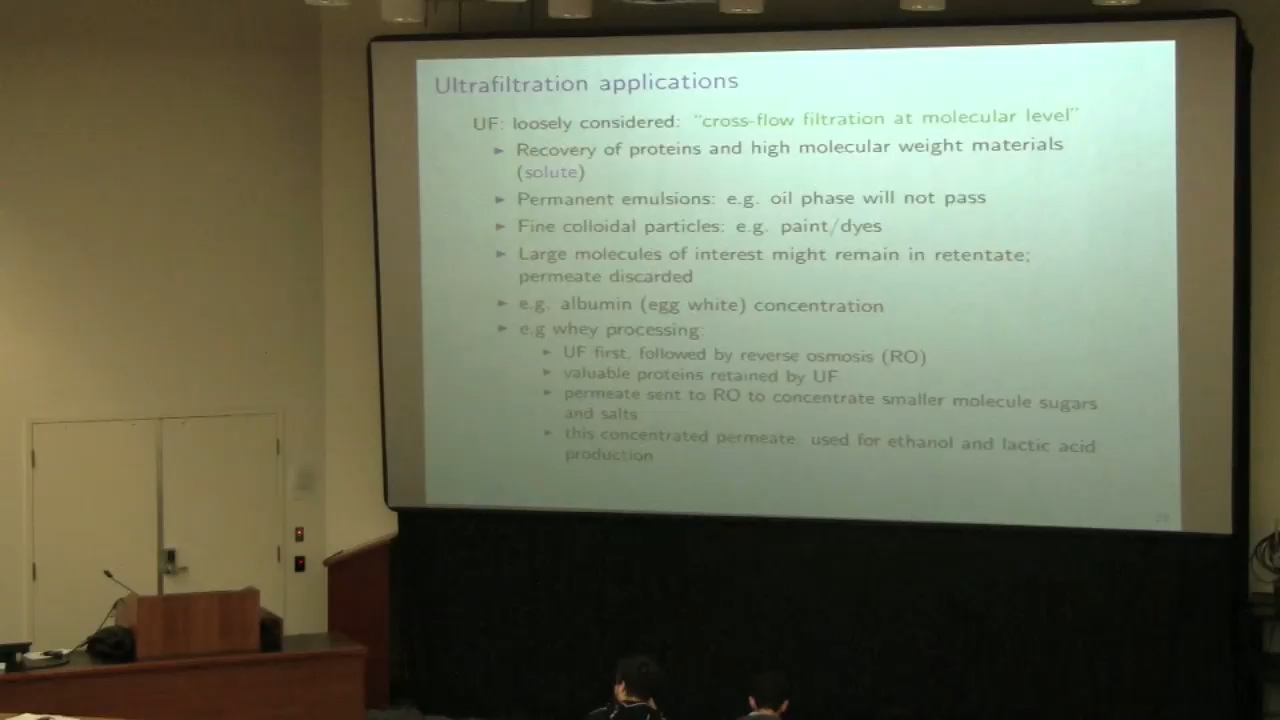 Ultrafiltration applications
UF: loosely considered: "cross-flow filtration at molecular level"
► Recovery of proteins and high molecular weight materials
(solute)
► Permanent emulsions: e.g. oil phase will not pass
► Fine colloidal particles: e.g. paint/dyes
► Large molecules of interest might remain in retentate;
permeate discarded
► e.g. albumin (egg white) concentration
► e.g whey processing:
► UF first, followed by reverse osmosis (RO)
► valuable proteins retained by UF
► permeate sent to RO to concentrate smaller molecule sugars
and salts
► this concentrated permeate used for ethanol and lactic acid
production